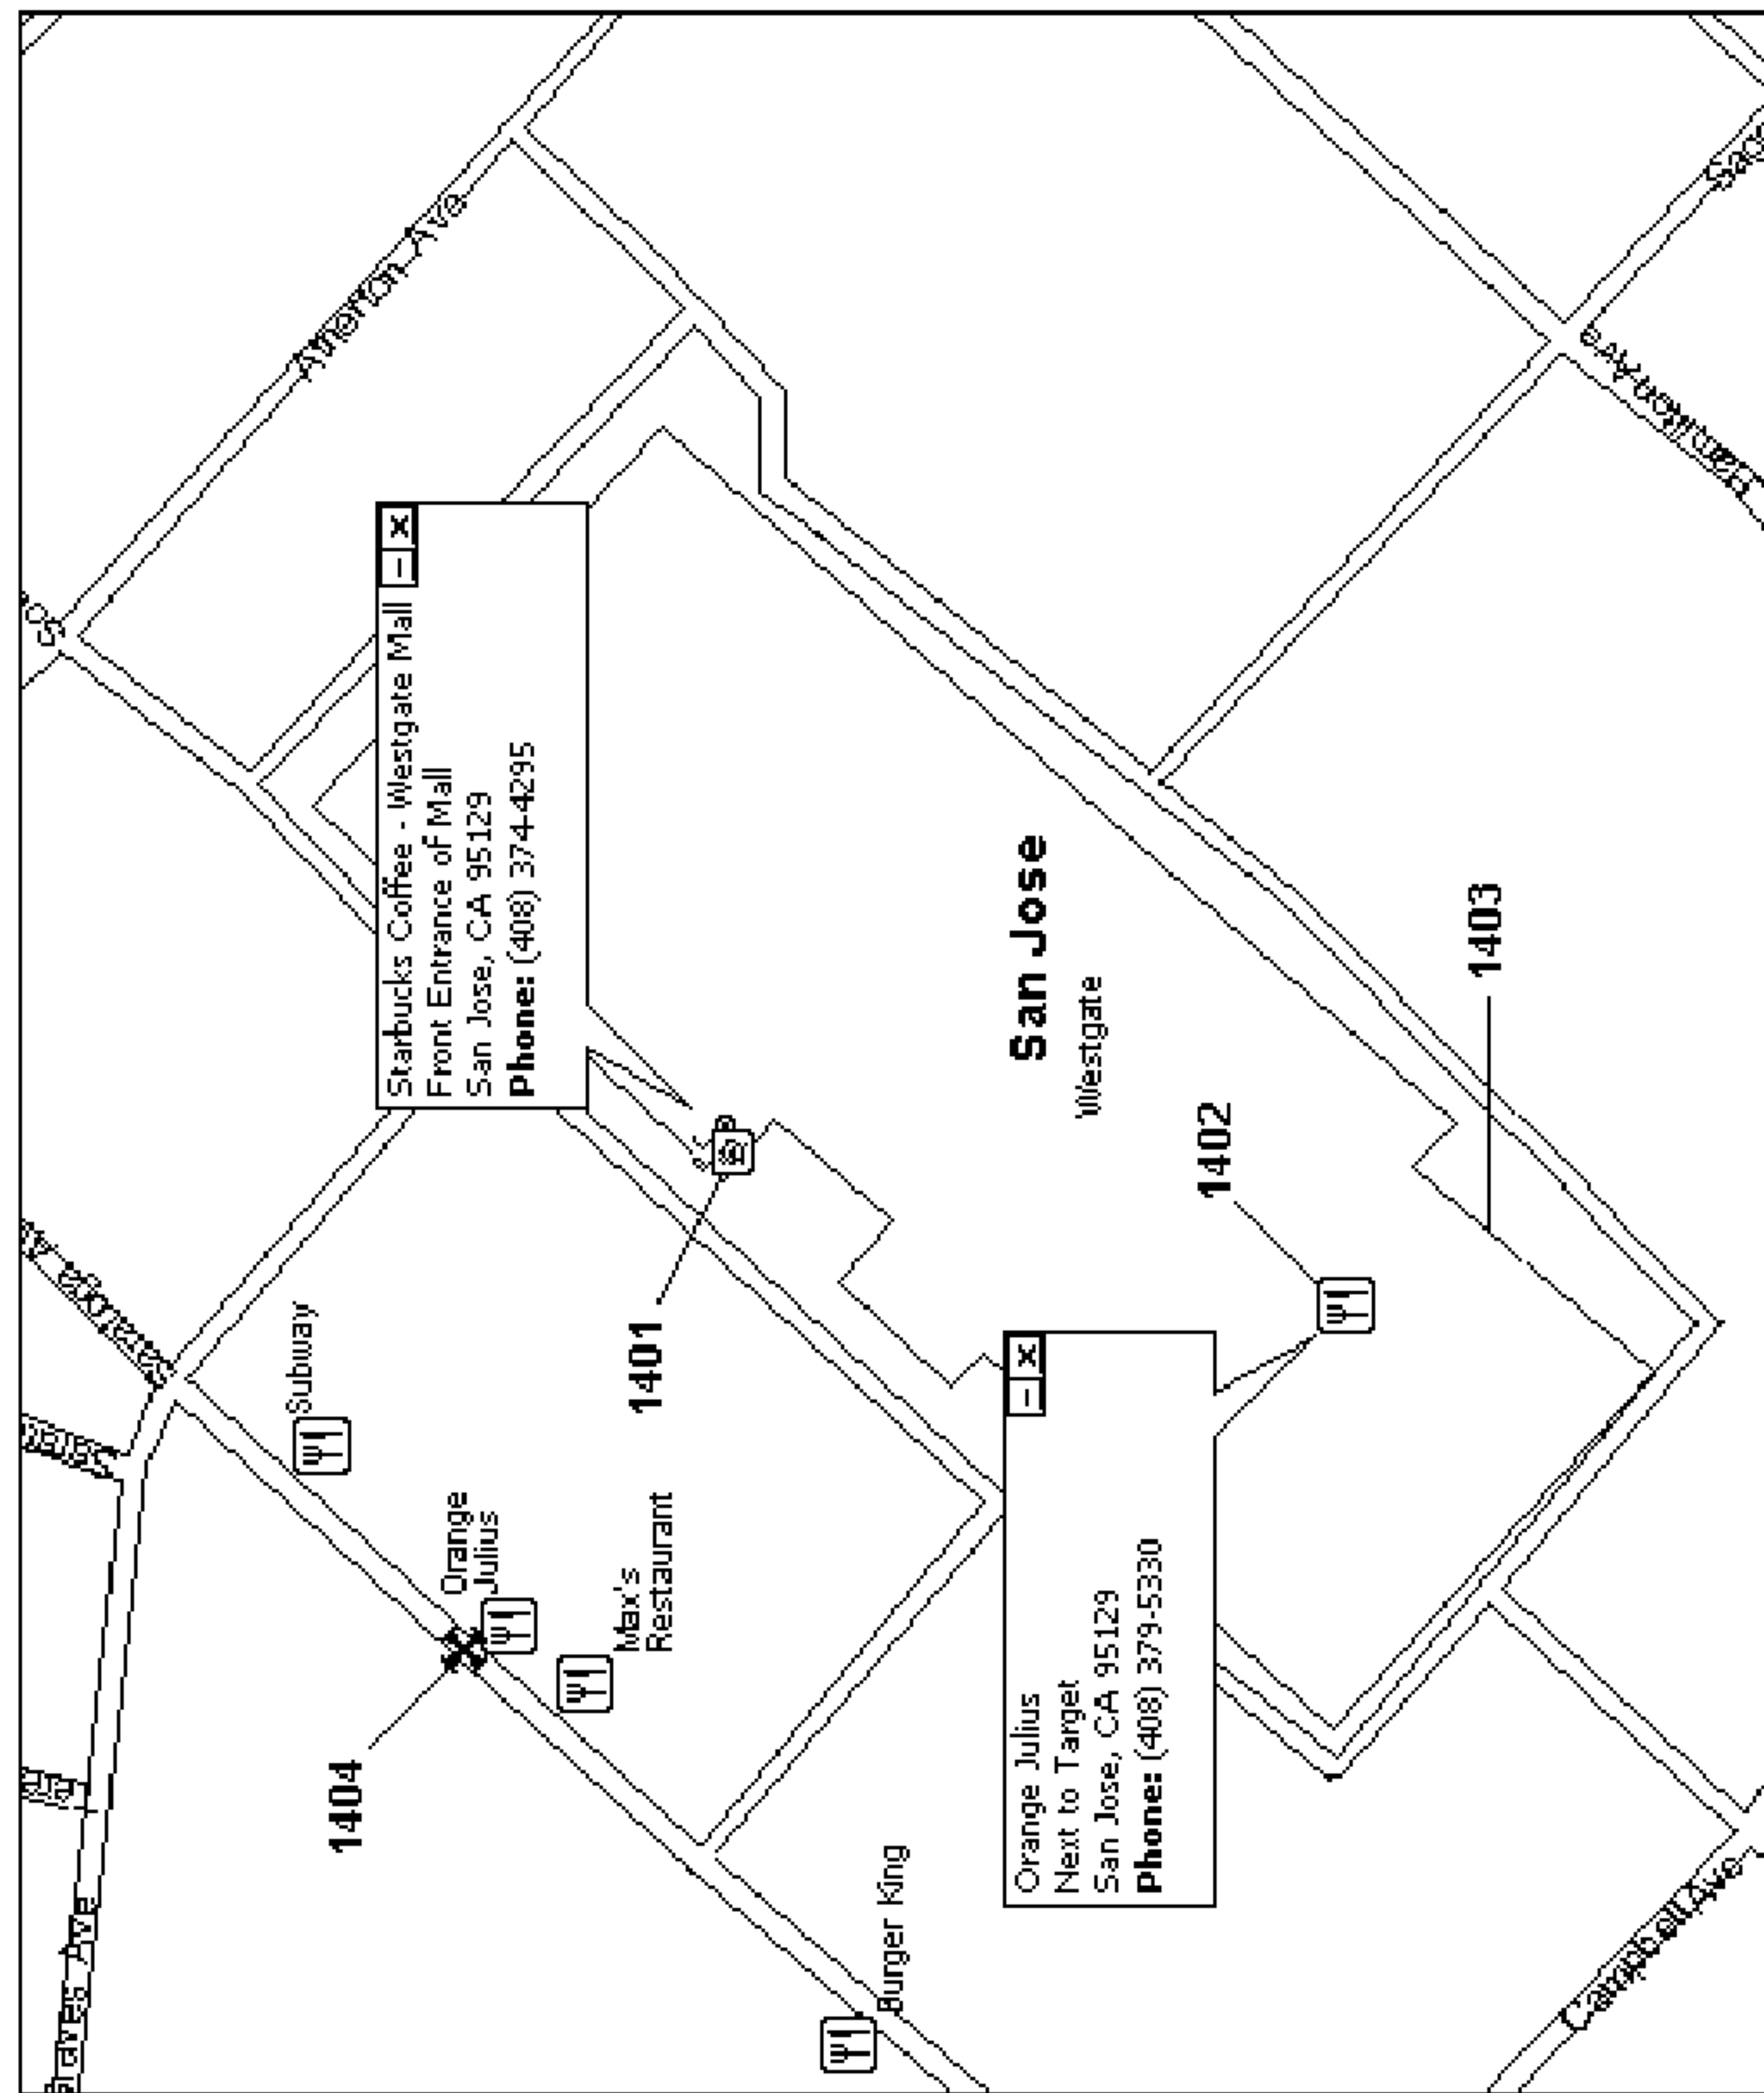 Graves Ave
Atherton Ave
Subway
Orange
Julius
Max's
Restaurant
Burger King
1404
1401
Starbucks Coffee - Westgate Mall
Front Entrance of Mall
San Jose, CA 95129
Phone: (408) 374-4295
San Jose
Westgate
1402
1403
Orange Julius
Next to Target
San Jose, CA 95129
Phone: (408) 379-5330
Campbell Ave